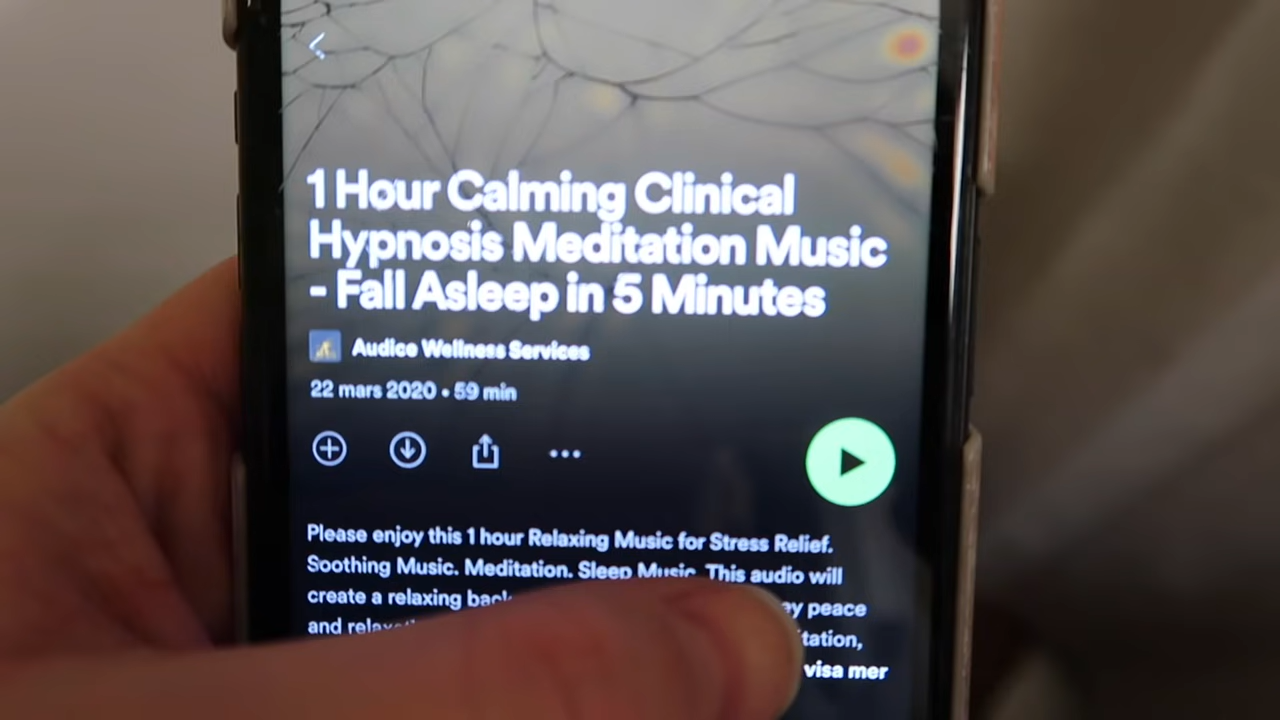 1 Hour Calming Clinical
Hypnosis Meditation Music
- Fall Asleep in 5 Minutes
Audice Wellness Services
22 mars 2020 • 59 min
Please enjoy this 1 hour Relaxing Music for Stress Relief.
Soothing Music. Meditation. Sleep Music. This audio will
create a relaxing peace
and
visa mer